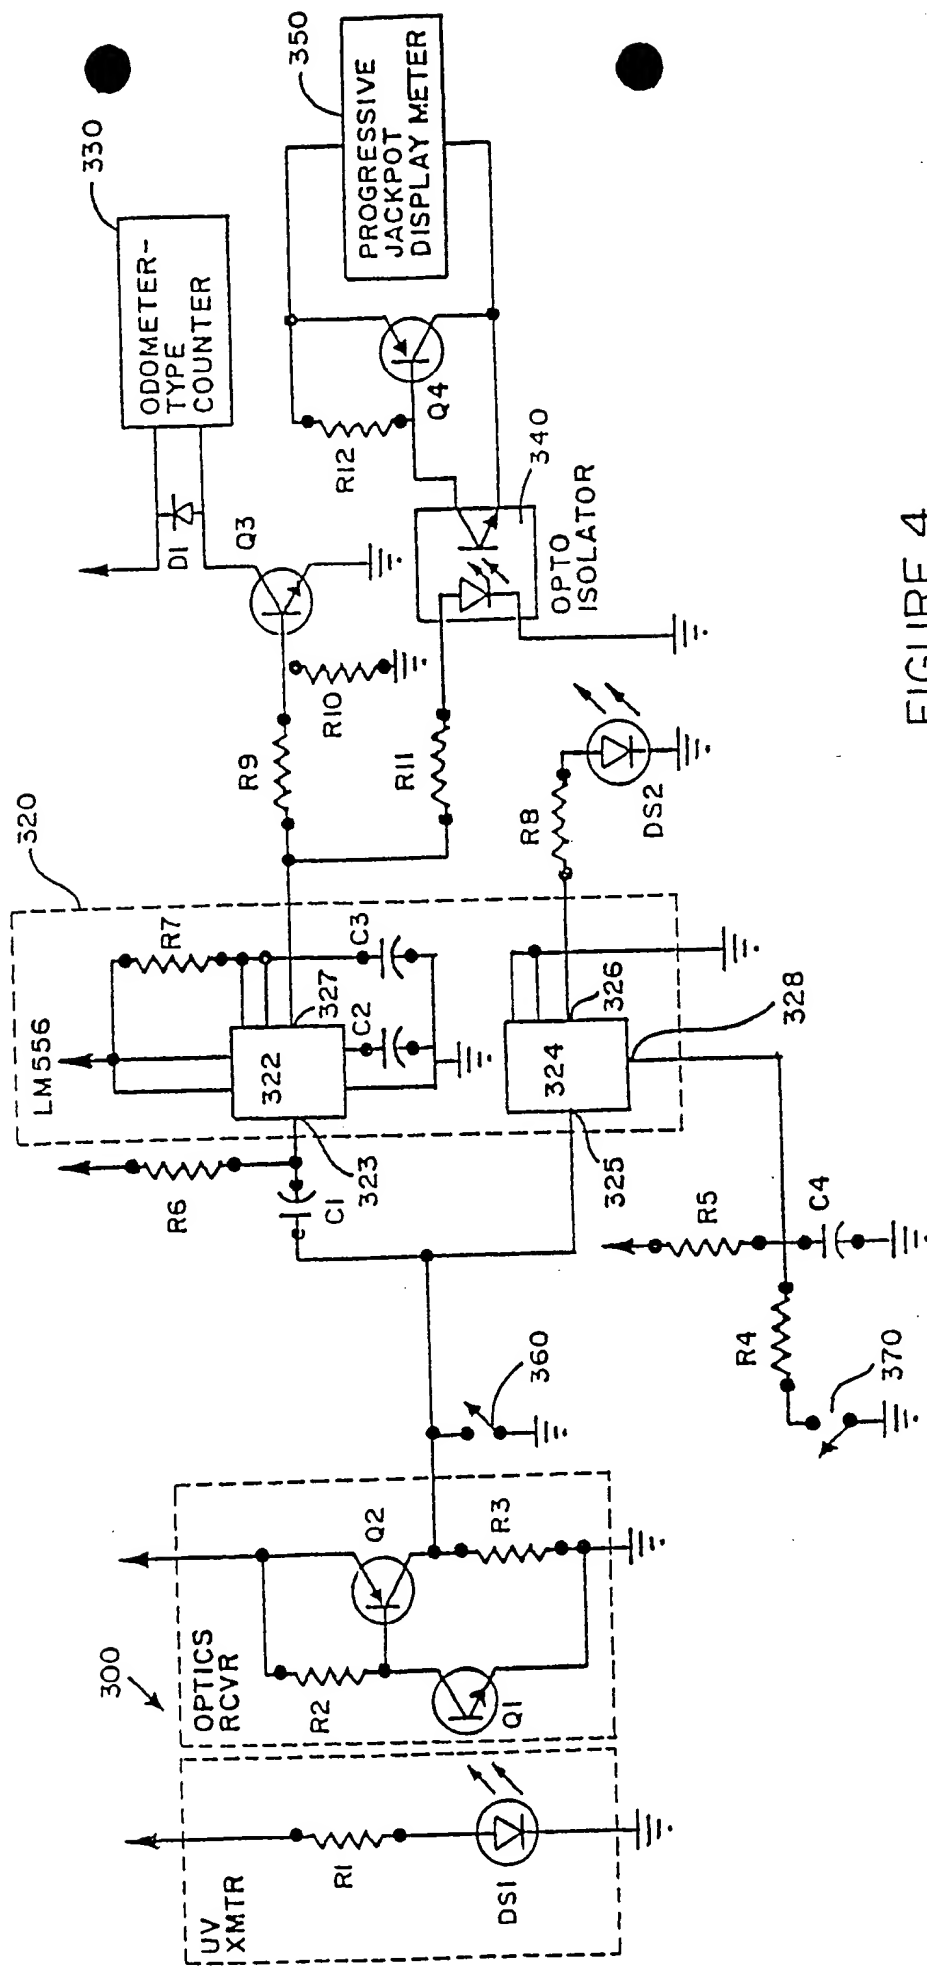 300
UV
XMTR
R1
DS1
OPTICS
RCVR
R2
Q1
Q2
R3
360
R4
370
R5
C4
R6
C1
323
325
320
LM556
322
R7
327
C2
C3
324
326
328
R8
DS2
R9
R10
R11
Q3
D1
ODOMETER-
TYPE
COUNTER
330
OPTO
ISOLATOR
340
R12
Q4
PROGRESSIVE
JACKPOT
DISPLAY METER
350
FIGURE 4